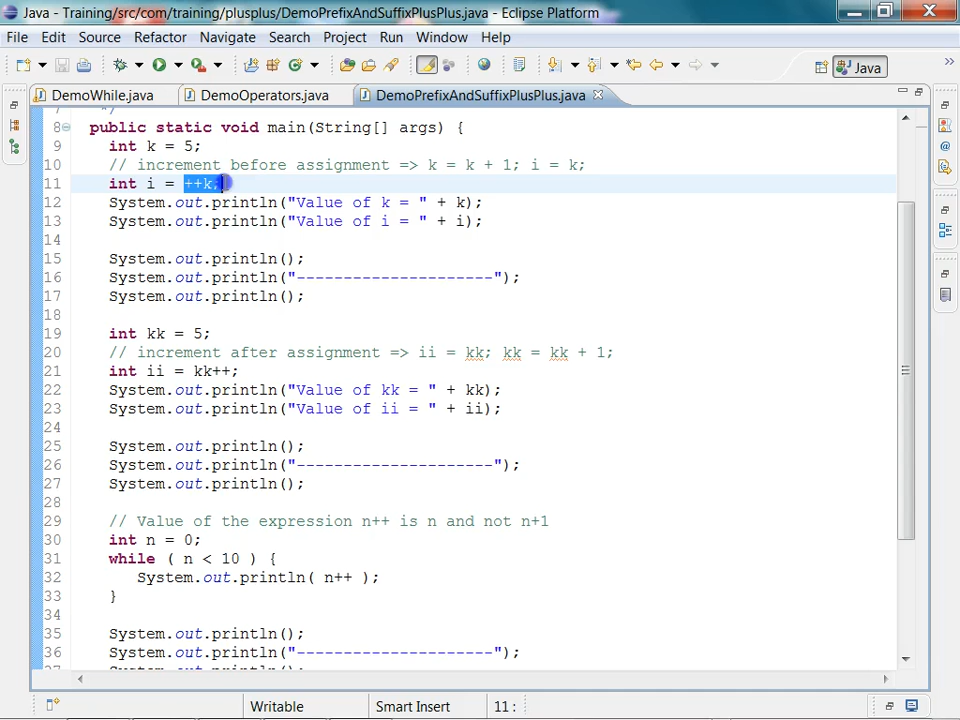 Java - Training/src/com/training/plusplus/DemoPrefixAndSuffixPlusPlus.java - Eclipse Platform
File Edit Source Refactor Navigate Search Project Run Window Help
Java
DemoWhile.java DemoOperators.java DemoPrefixAndSuffixPlusPlus.java
7 */
8 public static void main(String[] args) {
9 int k = 5;
10 // increment before assignment => k = k + 1; i = k;
11 int i = ++k;
12 System.out.println("Value of k = " + k);
13 System.out.println("Value of i = " + i);
14
15 System.out.println();
16 System.out.println("---------------------");
17 System.out.println();
18
19 int kk = 5;
20 // increment after assignment => ii = kk; kk = kk + 1;
21 int ii = kk++;
22 System.out.println("Value of kk = " + kk);
23 System.out.println("Value of ii = " + ii);
24
25 System.out.println();
26 System.out.println("---------------------");
27 System.out.println();
28
29 // Value of the expression n++ is n and not n+1
30 int n = 0;
31 while ( n < 10 ) {
32 System.out.println( n++ );
33 }
34
35 System.out.println();
36 System.out.println("---------------------");
37 System.out.println();
Writable Smart Insert 11 :